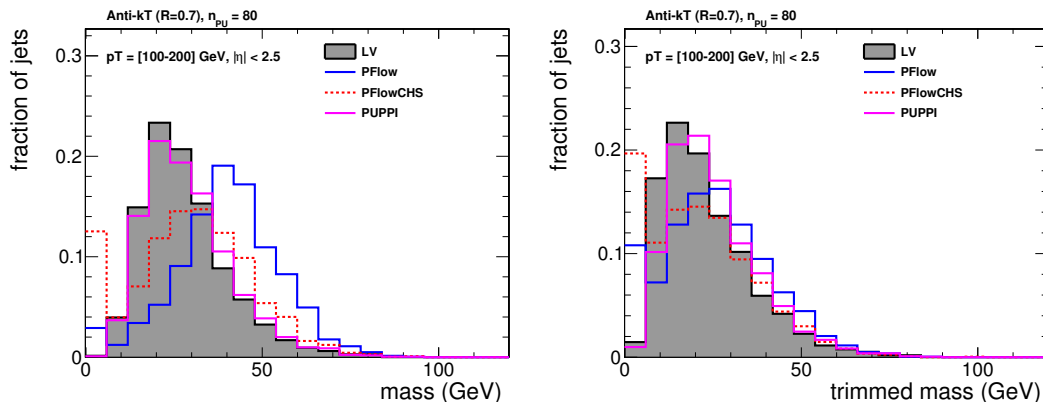 Anti-kT (R=0.7), n_PU = 80
pT = [100-200] GeV, |η| < 2.5
LV
PFlow
PFlowCHS
PUPPI
fraction of jets
0.3
0.2
0.1
0
0
50
100
mass (GeV)
Anti-kT (R=0.7), n_PU = 80
pT = [100-200] GeV, |η| < 2.5
LV
PFlow
PFlowCHS
PUPPI
fraction of jets
0.3
0.2
0.1
0
0
50
100
trimmed mass (GeV)